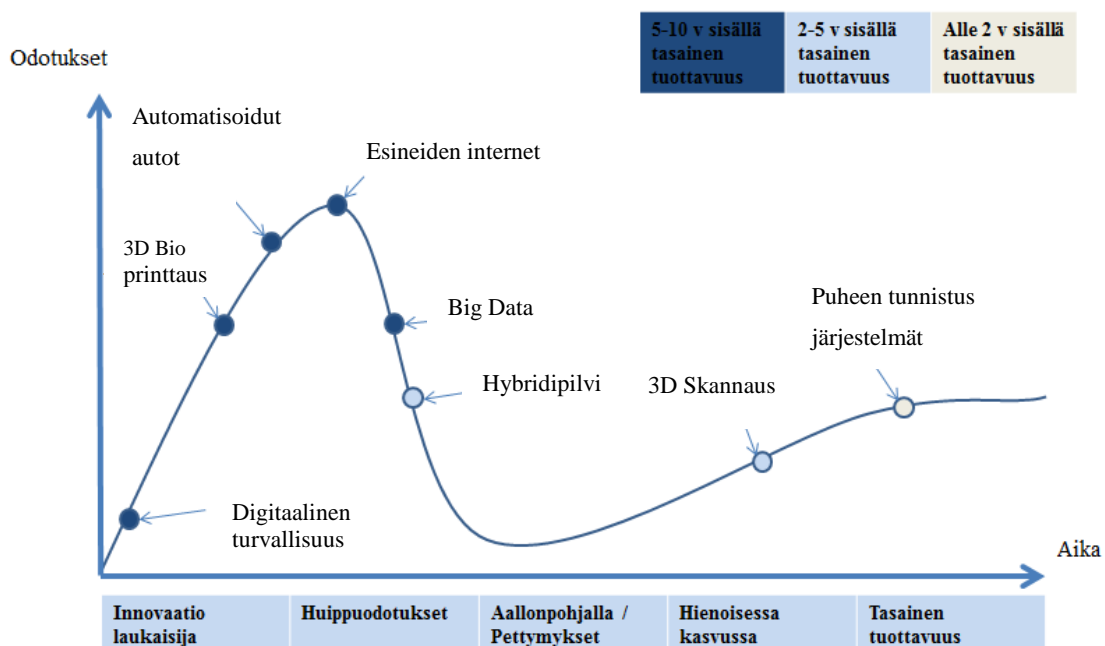 5-10 v sisällä
tasainen
tuottavuus
2-5 v sisällä
tasainen
tuottavuus
Alle 2 v sisällä
tasainen
tuottavuus
Odotukset
Automatisoidut
autot
Esineiden internet
3D Bio
printtaus
Big Data
Hybridipilvi
3D Skannaus
Puheen tunnistus
järjestelmät
Digitaalinen
turvallisuus
Aika
Innovaatio
laukaisija
Huippuodotukset
Aallonpohjalla /
Pettymykset
Hienoisessa
kasvussa
Tasainen
tuottavuus